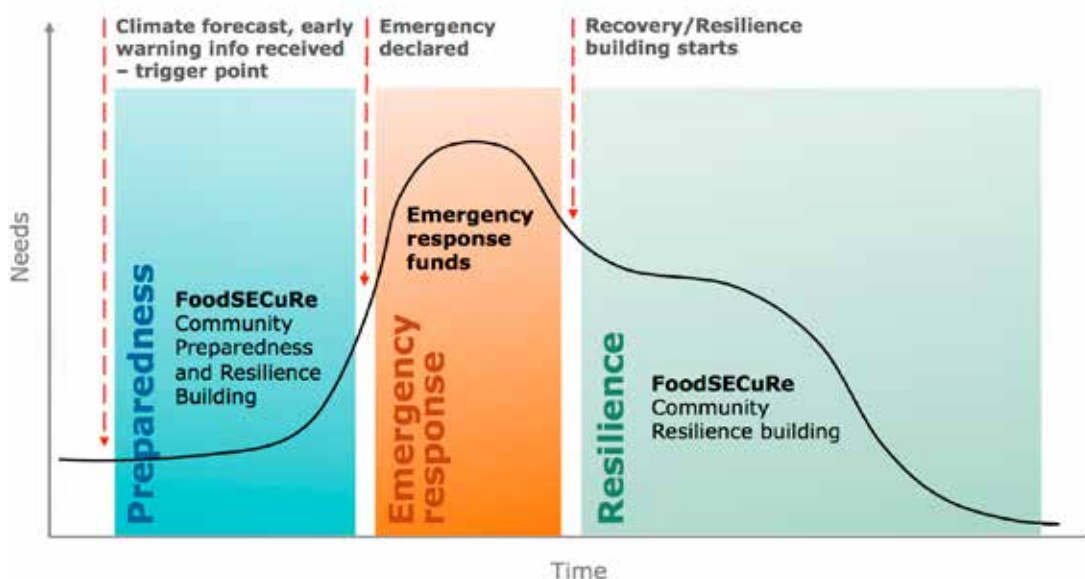 Climate forecast, early
warning info received
– trigger point
Emergency
declared
Recovery/Resilience
building starts
Needs
Preparedness
FoodSECuRe
Community
Preparedness
and Resilience
Building
Emergency
response
Emergency
response
funds
Resilience
FoodSECuRe
Community
Resilience building
Time